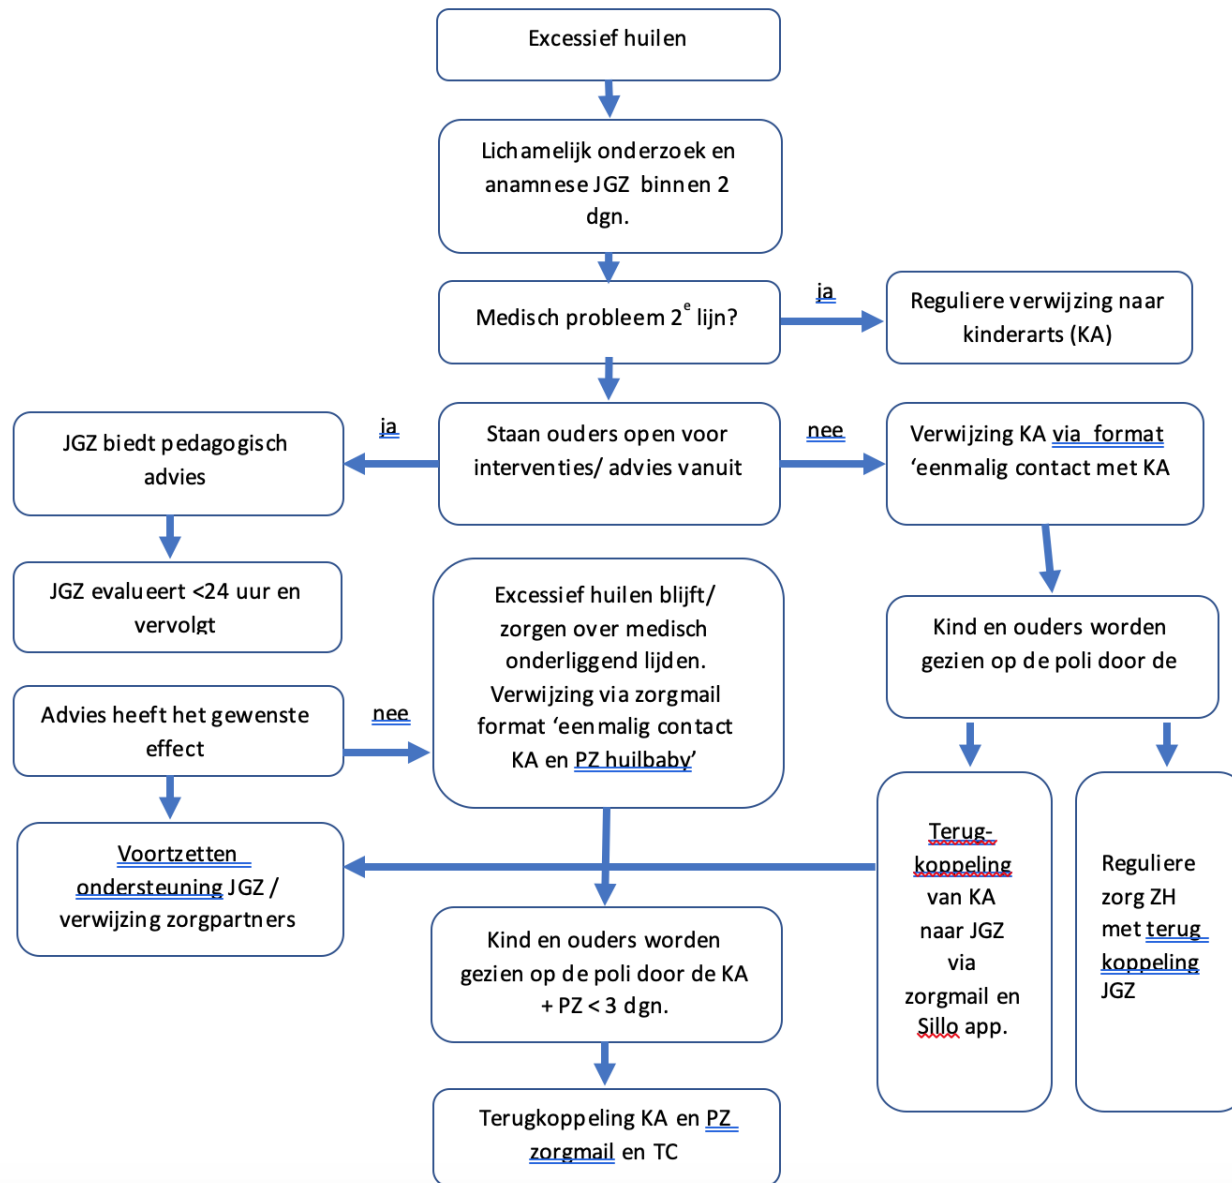 Excessief huilen
Lichamelijk onderzoek en
anamnese JGZ binnen 2
dgn.
Medisch probleem 2e lijn?
ja
Reguliere verwijzing naar
kinderarts (KA)
Staan ouders open voor
interventies/ advies vanuit
ja
JGZ biedt pedagogisch
advies
nee
Verwijzing KA via format
‘eenmalig contact met KA
JGZ evalueert <24 uur en
vervolgt
Excessief huilen blijft/
zorgen over medisch
onderliggend lijden.
Verwijzing via zorgmail
format ‘eenmalig contact
KA en PZ huilbaby’
Kind en ouders worden
gezien op de poli door de
Advies heeft het gewenste
effect
nee
Voortzetten
ondersteuning JGZ /
verwijzing zorgpartners
Terug-
koppeling
van KA
naar JGZ
via
zorgmail en
Sillo app.
Reguliere
zorg ZH
met terug
koppeling
JGZ
Kind en ouders worden
gezien op de poli door de KA
+ PZ < 3 dgn.
Terugkoppeling KA en PZ
zorgmail en TC